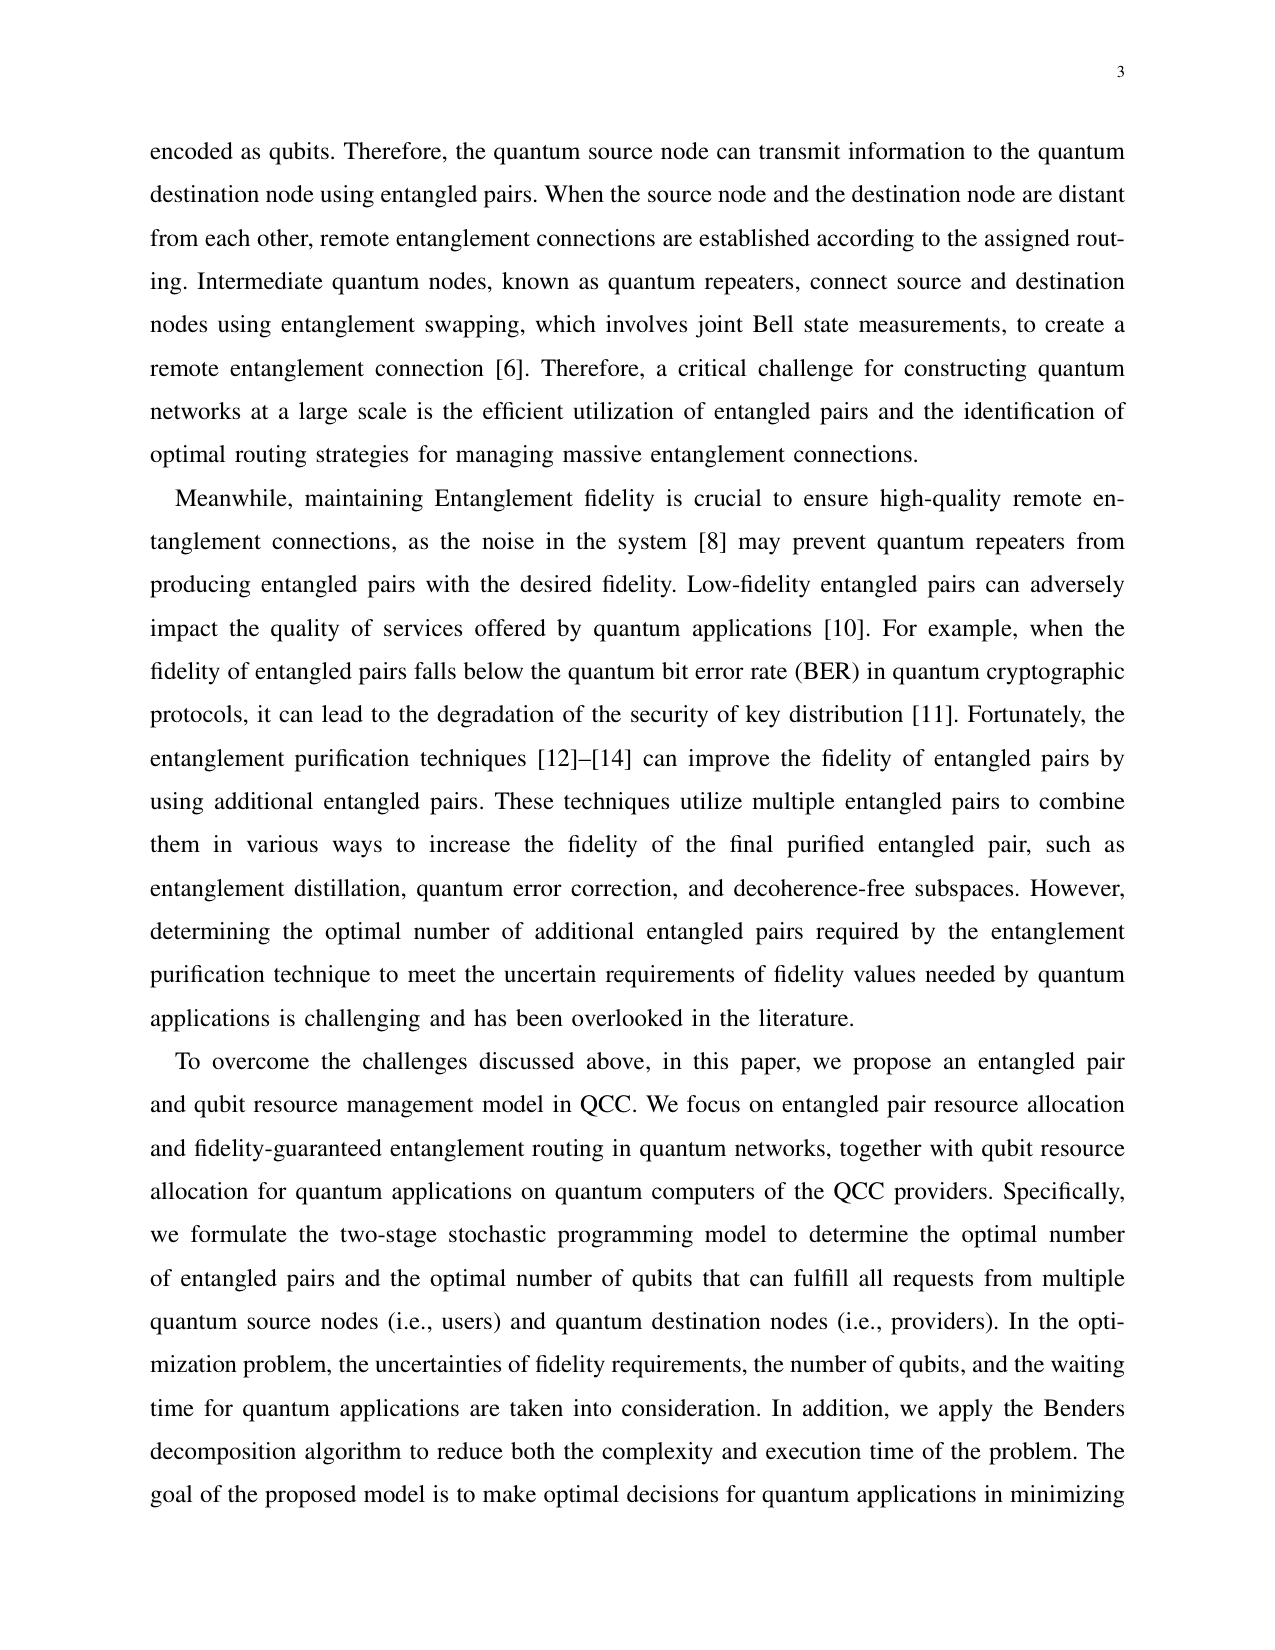 3
encoded as qubits. Therefore, the quantum source node can transmit information to the quantum
destination node using entangled pairs. When the source node and the destination node are distant
from each other, remote entanglement connections are established according to the assigned rout-
ing. Intermediate quantum nodes, known as quantum repeaters, connect source and destination
nodes using entanglement swapping, which involves joint Bell state measurements, to create a
remote entanglement connection [6]. Therefore, a critical challenge for constructing quantum
networks at a large scale is the efficient utilization of entangled pairs and the identification of
optimal routing strategies for managing massive entanglement connections.
Meanwhile, maintaining Entanglement fidelity is crucial to ensure high-quality remote en-
tanglement connections, as the noise in the system [8] may prevent quantum repeaters from
producing entangled pairs with the desired fidelity. Low-fidelity entangled pairs can adversely
impact the quality of services offered by quantum applications [10]. For example, when the
fidelity of entangled pairs falls below the quantum bit error rate (BER) in quantum cryptographic
protocols, it can lead to the degradation of the security of key distribution [11]. Fortunately, the
entanglement purification techniques [12]–[14] can improve the fidelity of entangled pairs by
using additional entangled pairs. These techniques utilize multiple entangled pairs to combine
them in various ways to increase the fidelity of the final purified entangled pair, such as
entanglement distillation, quantum error correction, and decoherence-free subspaces. However,
determining the optimal number of additional entangled pairs required by the entanglement
purification technique to meet the uncertain requirements of fidelity values needed by quantum
applications is challenging and has been overlooked in the literature.
To overcome the challenges discussed above, in this paper, we propose an entangled pair
and qubit resource management model in QCC. We focus on entangled pair resource allocation
and fidelity-guaranteed entanglement routing in quantum networks, together with qubit resource
allocation for quantum applications on quantum computers of the QCC providers. Specifically,
we formulate the two-stage stochastic programming model to determine the optimal number
of entangled pairs and the optimal number of qubits that can fulfill all requests from multiple
quantum source nodes (i.e., users) and quantum destination nodes (i.e., providers). In the opti-
mization problem, the uncertainties of fidelity requirements, the number of qubits, and the waiting
time for quantum applications are taken into consideration. In addition, we apply the Benders
decomposition algorithm to reduce both the complexity and execution time of the problem. The
goal of the proposed model is to make optimal decisions for quantum applications in minimizing